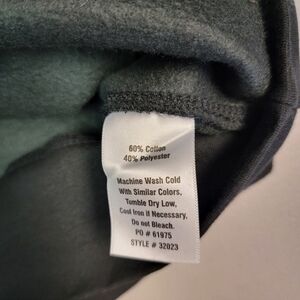 60% Cotton
40% Polyester
Machine Wash Cold
With Similar Colors,
Tumble Dry Low,
Cool Iron if Necessary,
Do not Bleach.
PO # 61975
STYLE # 32023